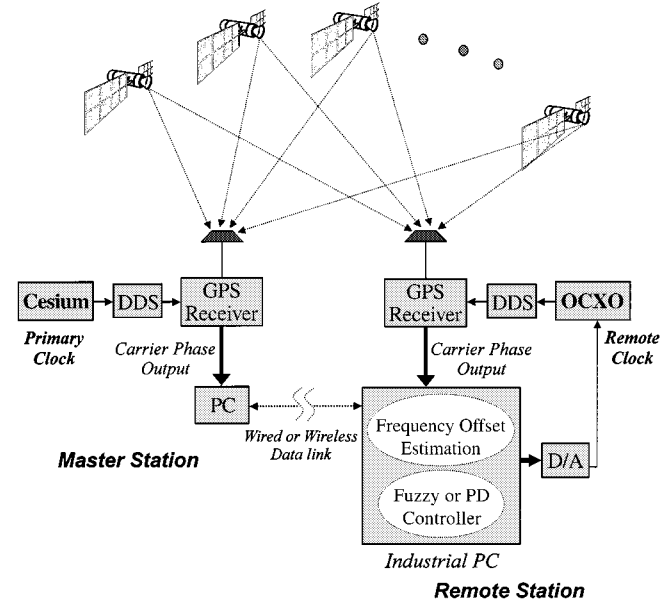 Cesium
DDS
GPS
Receiver
GPS
Receiver
DDS
OCXO
Primary
Clock
Remote
Clock
Carrier Phase
Output
Carrier Phase
Output
PC
Wired or Wireless
Data link
Frequency Offset
Estimation
Master Station
D/A
Fuzzy or PD
Controller
Industrial PC
Remote Station